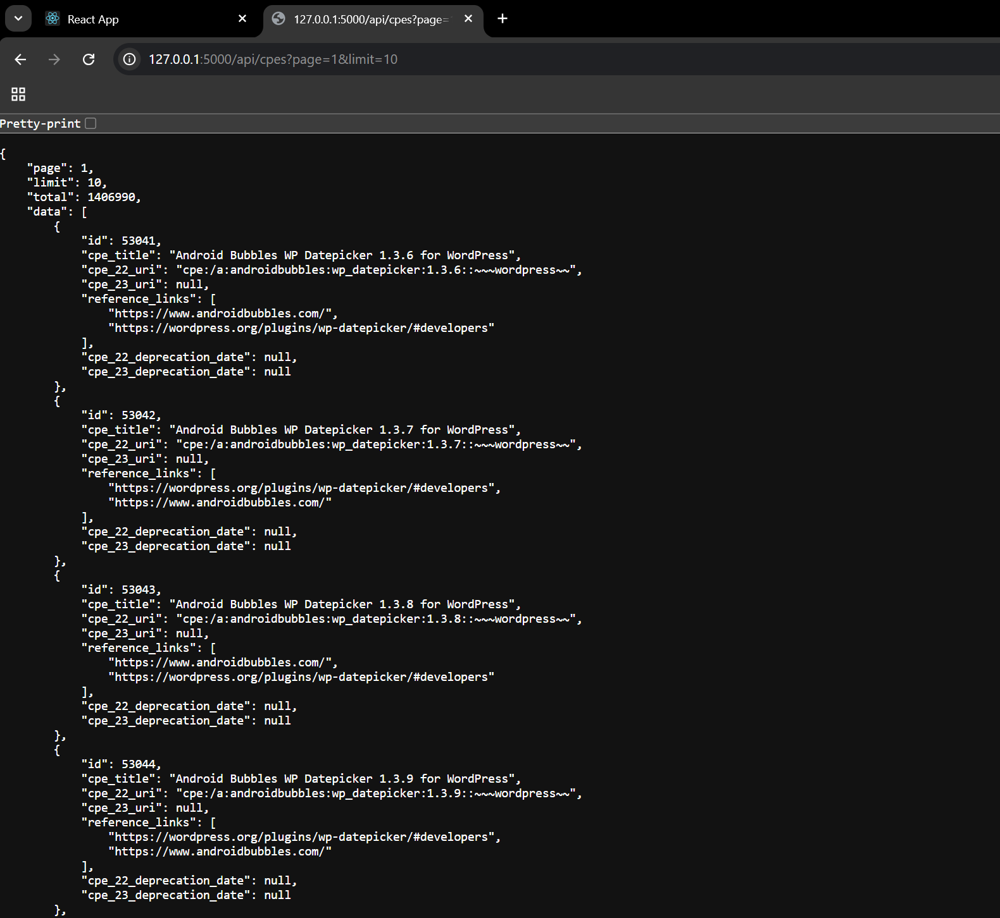 React App
127.0.0.1:5000/api/cpes?page=
127.0.0.1:5000/api/cpes?page=1&limit=10
Pretty-print
{
    "page": 1,
    "limit": 10,
    "total": 1406990,
    "data": [
        {
            "id": 53041,
            "cpe_title": "Android Bubbles WP Datepicker 1.3.6 for WordPress",
            "cpe_22_uri": "cpe:/a:androidbubbles:wp_datepicker:1.3.6::~~~wordpress~~",
            "cpe_23_uri": null,
            "reference_links": [
                "https://www.androidbubbles.com/",
                "https://wordpress.org/plugins/wp-datepicker/#developers"
            ],
            "cpe_22_deprecation_date": null,
            "cpe_23_deprecation_date": null
        },
        {
            "id": 53042,
            "cpe_title": "Android Bubbles WP Datepicker 1.3.7 for WordPress",
            "cpe_22_uri": "cpe:/a:androidbubbles:wp_datepicker:1.3.7::~~~wordpress~~",
            "cpe_23_uri": null,
            "reference_links": [
                "https://wordpress.org/plugins/wp-datepicker/#developers",
                "https://www.androidbubbles.com/"
            ],
            "cpe_22_deprecation_date": null,
            "cpe_23_deprecation_date": null
        },
        {
            "id": 53043,
            "cpe_title": "Android Bubbles WP Datepicker 1.3.8 for WordPress",
            "cpe_22_uri": "cpe:/a:androidbubbles:wp_datepicker:1.3.8::~~~wordpress~~",
            "cpe_23_uri": null,
            "reference_links": [
                "https://www.androidbubbles.com/",
                "https://wordpress.org/plugins/wp-datepicker/#developers"
            ],
            "cpe_22_deprecation_date": null,
            "cpe_23_deprecation_date": null
        },
        {
            "id": 53044,
            "cpe_title": "Android Bubbles WP Datepicker 1.3.9 for WordPress",
            "cpe_22_uri": "cpe:/a:androidbubbles:wp_datepicker:1.3.9::~~~wordpress~~",
            "cpe_23_uri": null,
            "reference_links": [
                "https://wordpress.org/plugins/wp-datepicker/#developers",
                "https://www.androidbubbles.com/"
            ],
            "cpe_22_deprecation_date": null,
            "cpe_23_deprecation_date": null
        },